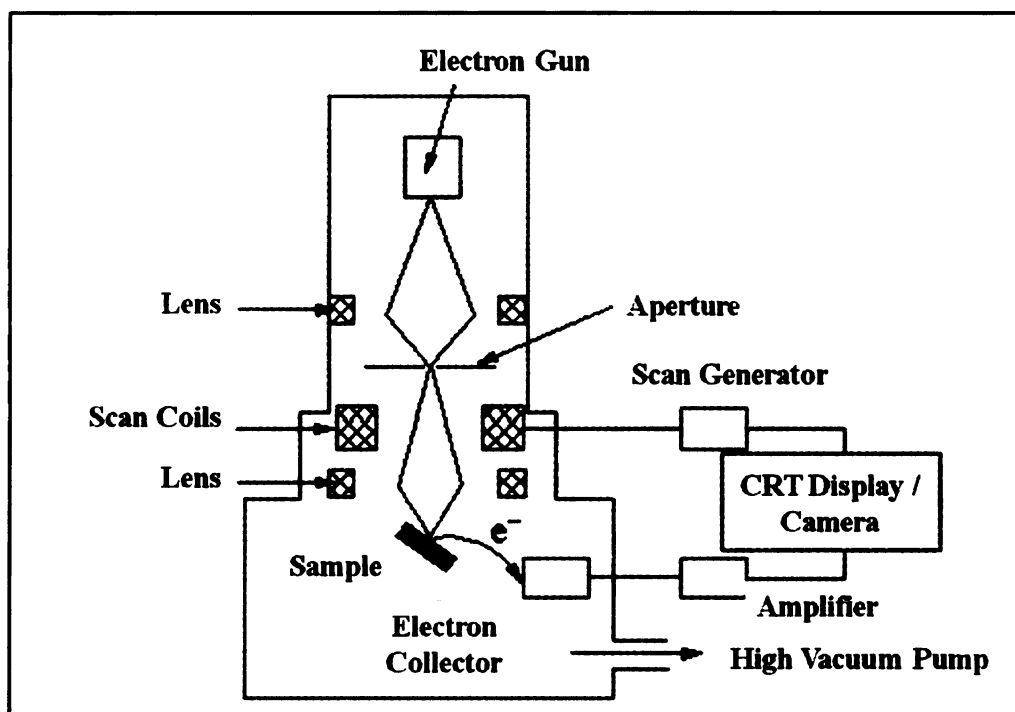 Electron Gun
Lens
Aperture
Scan Generator
Scan Coils
Lens
CRT Display /
Camera
e⁻
Sample
Amplifier
Electron
Collector
High Vacuum Pump